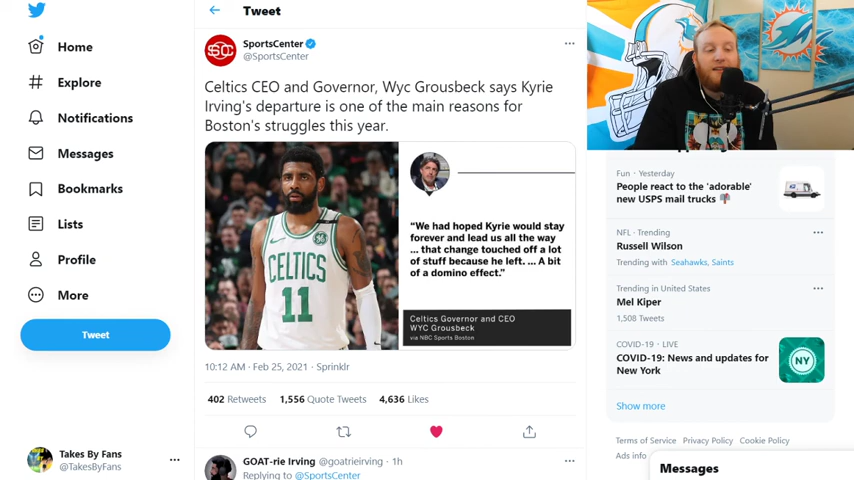 Tweet
Home
Explore
Notifications
Messages
Bookmarks
Lists
Profile
More
Tweet
Takes By Fans
@TakesByFans
SportsCenter
@SportsCenter
Celtics CEO and Governor, Wyc Grousbeck says Kyrie
Irving's departure is one of the main reasons for
Boston's struggles this year.
CELTICS
11
GE
“We had hoped Kyrie would stay
forever and lead us all the way
... that change touched off a lot
of stuff because he left. ... A bit
of a domino effect.”
Celtics Governor and CEO
WYC Grousbeck
via NBC Sports Boston
10:12 AM · Feb 25, 2021 · Sprinklr
402 Retweets 1,556 Quote Tweets 4,636 Likes
GOAT-rie Irving @goatrieirving · 1h
Replying to @SportsCenter
Fun · Yesterday
People react to the 'adorable'
new USPS mail trucks
NFL · Trending
Russell Wilson
Trending with Seahawks, Saints
Trending in United States
Mel Kiper
1,508 Tweets
COVID-19 · LIVE
COVID-19: News and updates for
New York
NY
Show more
Terms of Service Privacy Policy Cookie Policy
Ads info
Messages